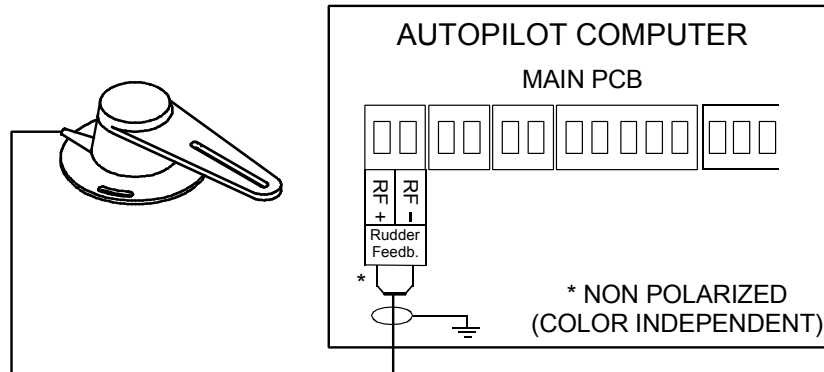 AUTOPILOT COMPUTER
MAIN PCB
RF +
RF -
Rudder
Feedb.
*
* NON POLARIZED
(COLOR INDEPENDENT)